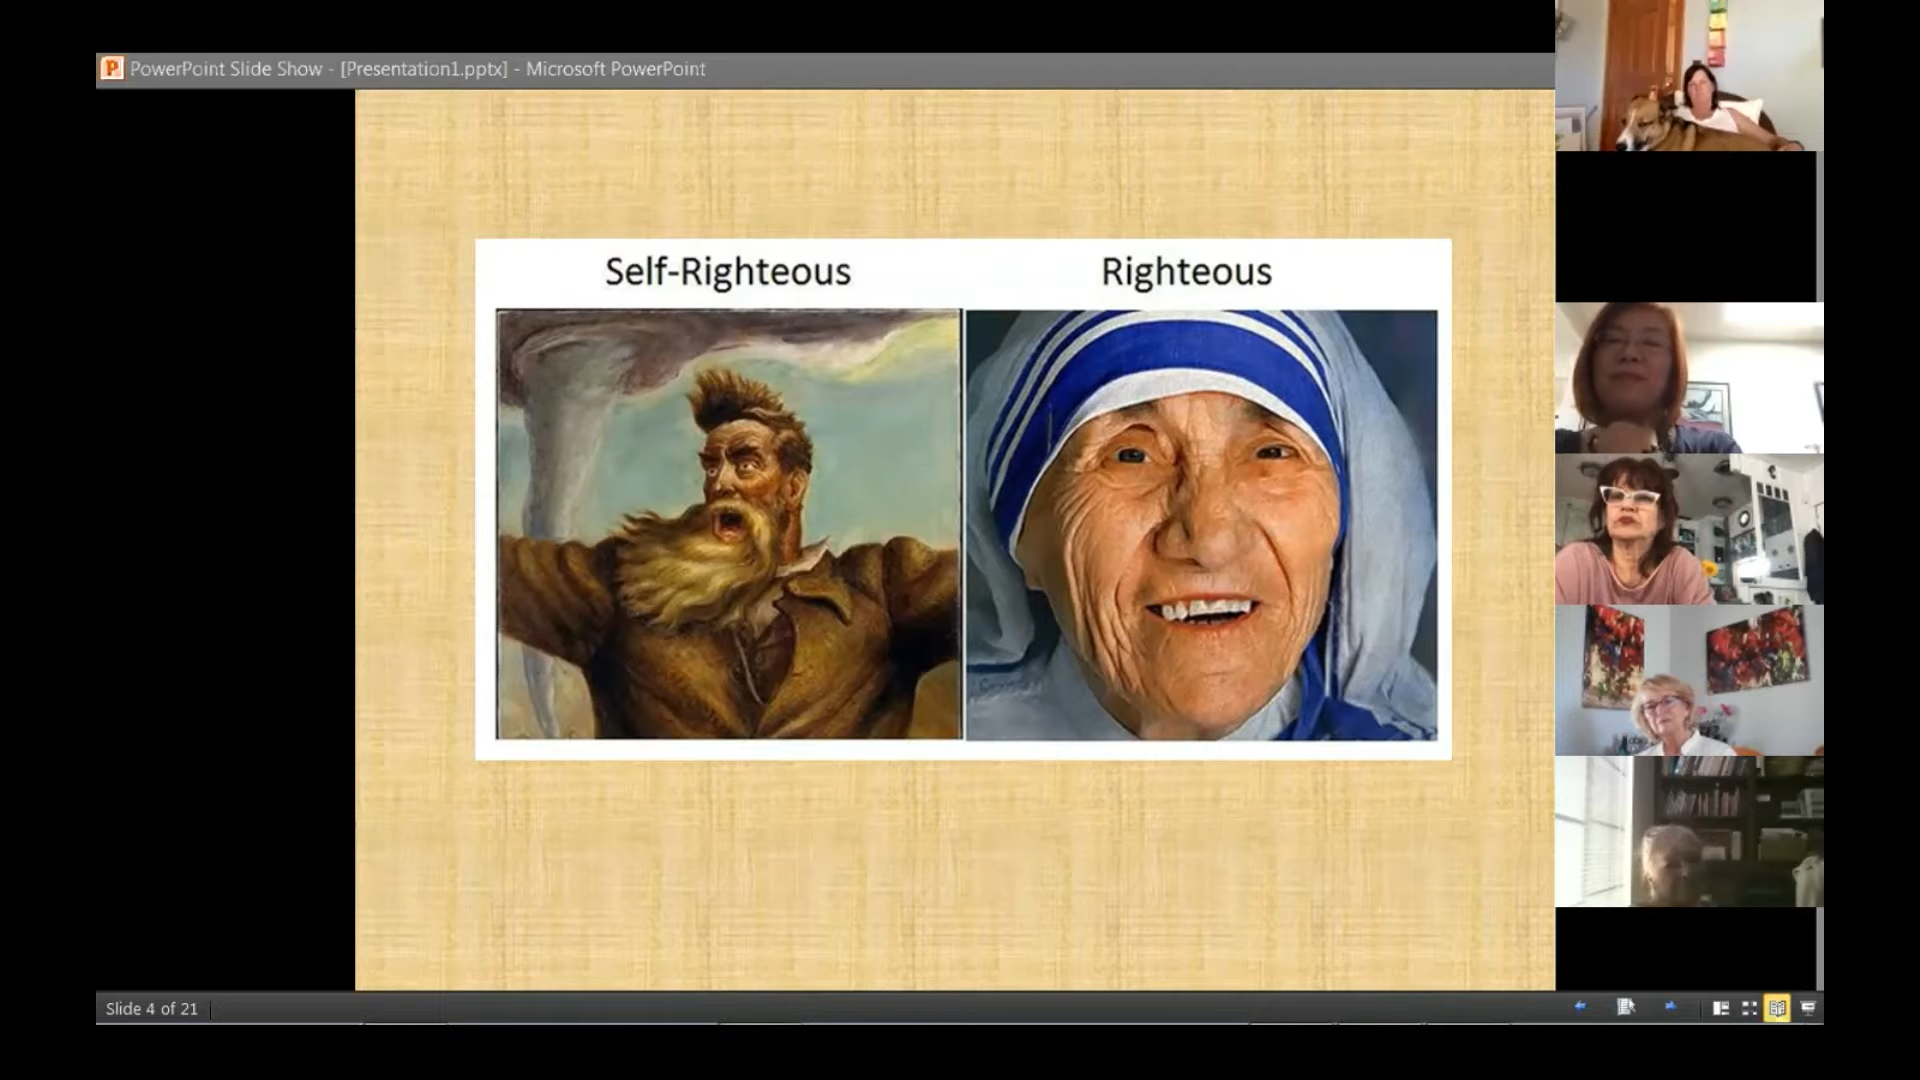 PowerPoint Slide Show - [Presentation1.pptx] - Microsoft PowerPoint
Self-Righteous
Righteous
Slide 4 of 21